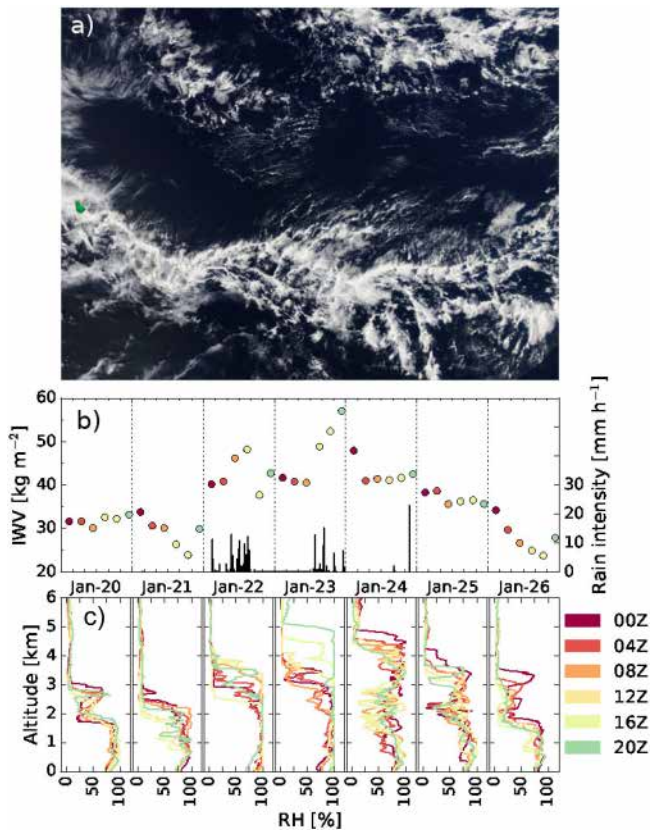 a)
b)
60
50
40
30
20
IWV [kg m⁻²]
30
20
10
0
Rain intensity [mm h⁻¹]
Jan-20 Jan-21 Jan-22 Jan-23 Jan-24 Jan-25 Jan-26
c)
6
5
4
3
2
1
0
Altitude [km]
0 50 100 0 50 100 0 50 100 0 50 100 0 50 100 0 50 100 0 50 100
RH [%]
00Z
04Z
08Z
12Z
16Z
20Z